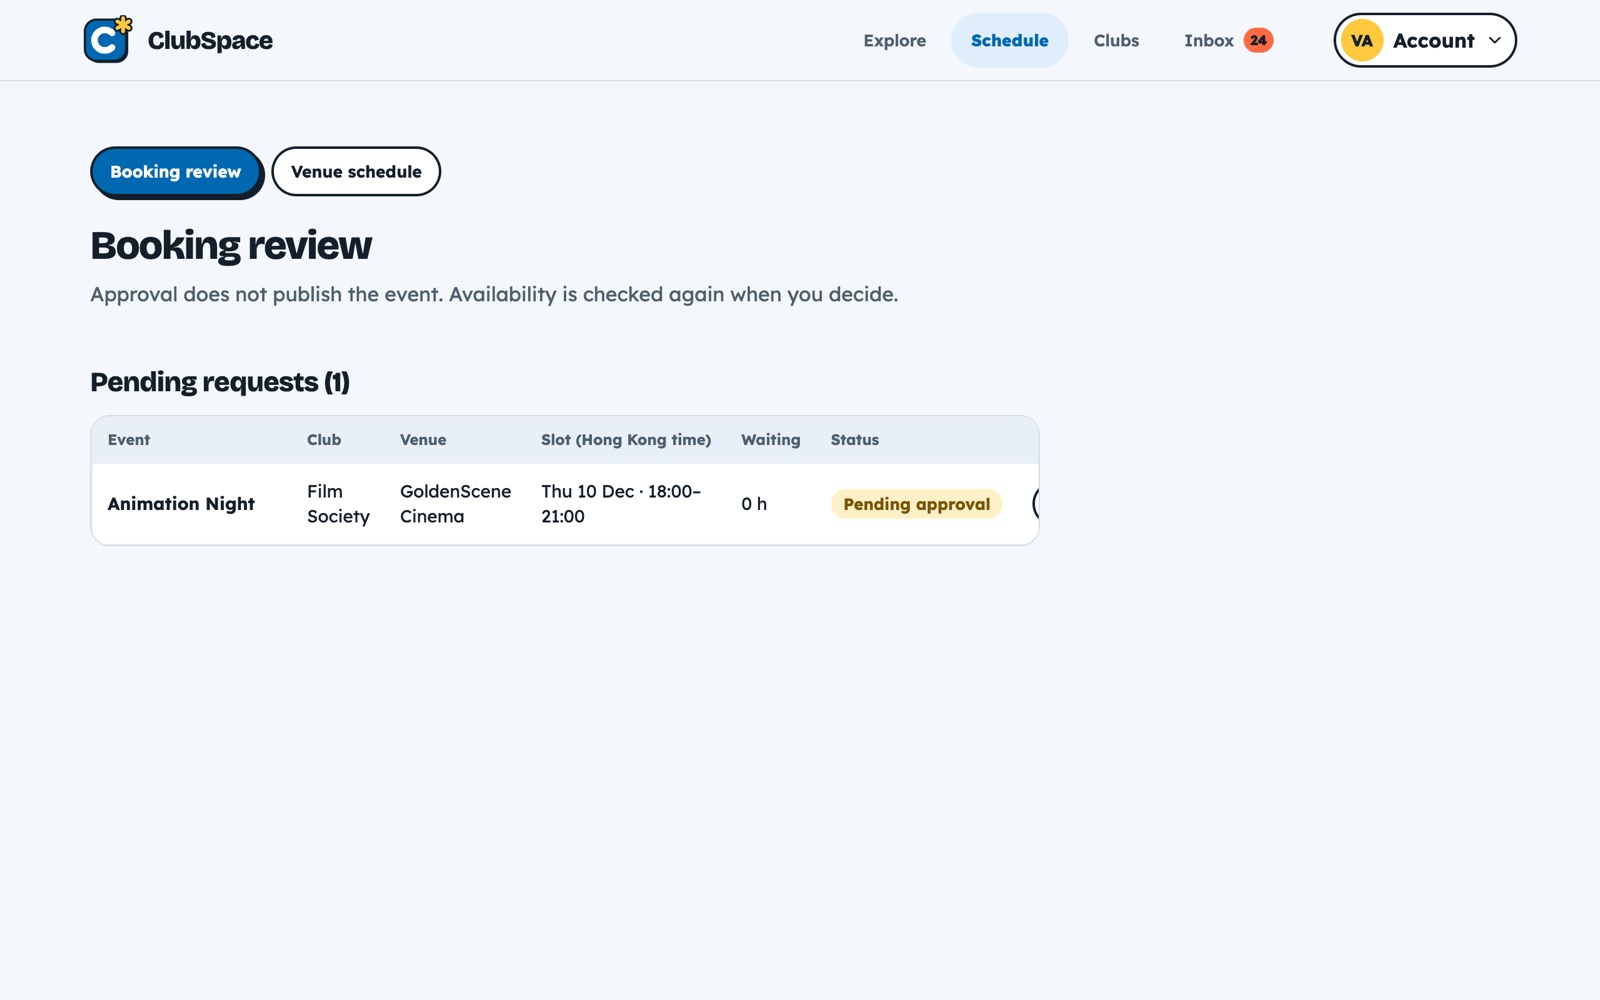 C ClubSpace
Explore Schedule Clubs Inbox 24 VA Account
Booking review Venue schedule
Booking review
Approval does not publish the event. Availability is checked again when you decide.
Pending requests (1)
Event Club Venue Slot (Hong Kong time) Waiting Status
Animation Night Film Society GoldenScene Cinema Thu 10 Dec · 18:00–21:00 0 h Pending approval